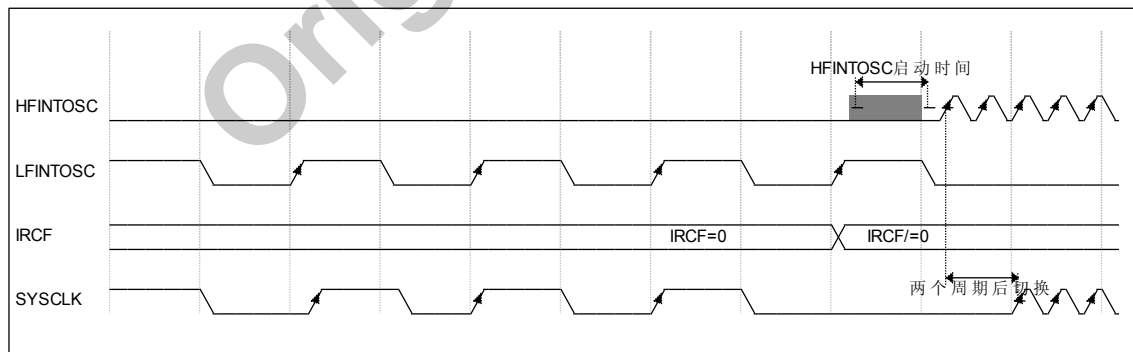 Orig
HFINTOSC启动时间
HFINTOSC
LFINTOSC
IRCF
IRCF=0
IRCF/=0
两个周期后切换
SYSCLK